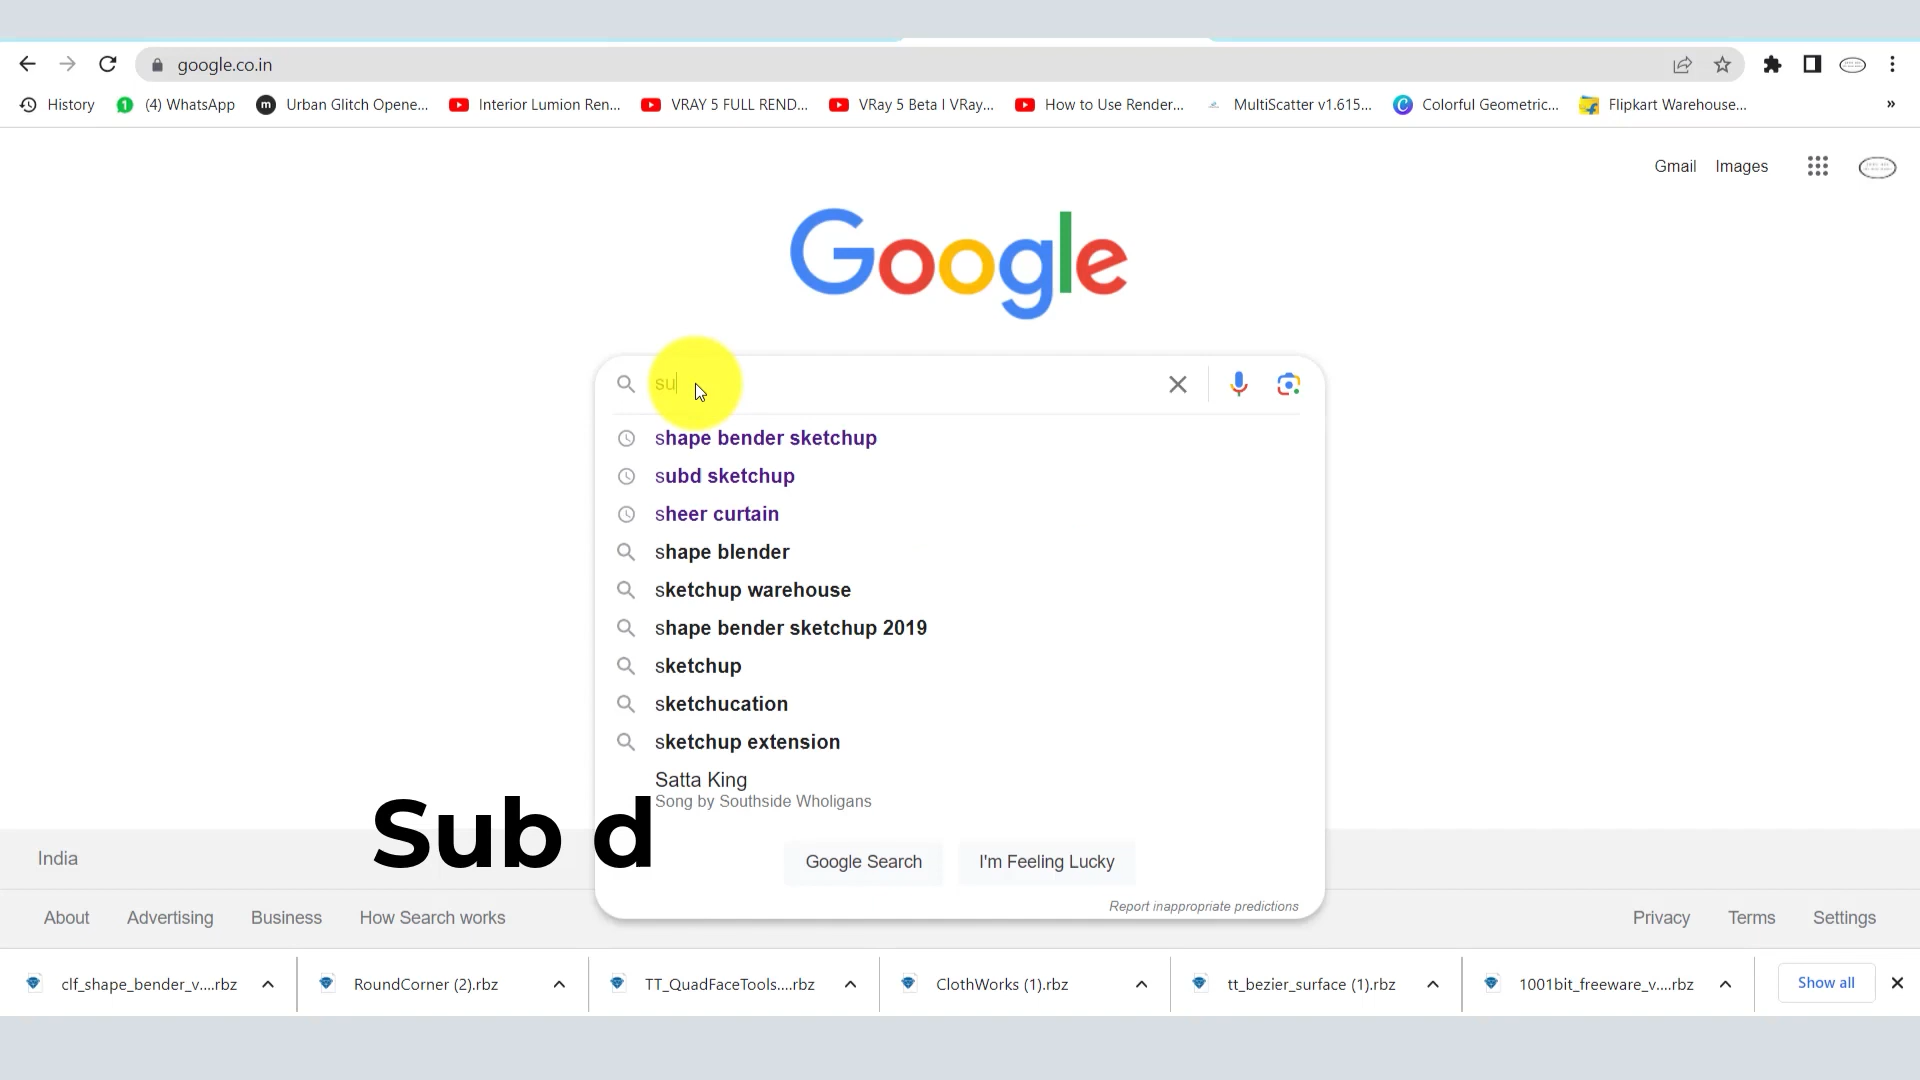 google.co.in
History
(4) WhatsApp
Urban Glitch Opene...
Interior Lumion Ren...
VRAY 5 FULL REND...
VRay 5 Beta I VRay...
How to Use Render...
MultiScatter v1.615...
Colorful Geometric...
Flipkart Warehouse...
»
Gmail
Images
Google
su
shape bender sketchup
subd sketchup
sheer curtain
shape blender
sketchup warehouse
shape bender sketchup 2019
sketchup
sketchucation
sketchup extension
Satta King
Song by Southside Wholigans
Google Search
I'm Feeling Lucky
Report inappropriate predictions
Sub d
India
About
Advertising
Business
How Search works
Privacy
Terms
Settings
clf_shape_bender_v....rbz
RoundCorner (2).rbz
TT_QuadFaceTools....rbz
ClothWorks (1).rbz
tt_bezier_surface (1).rbz
1001bit_freeware_v....rbz
Show all